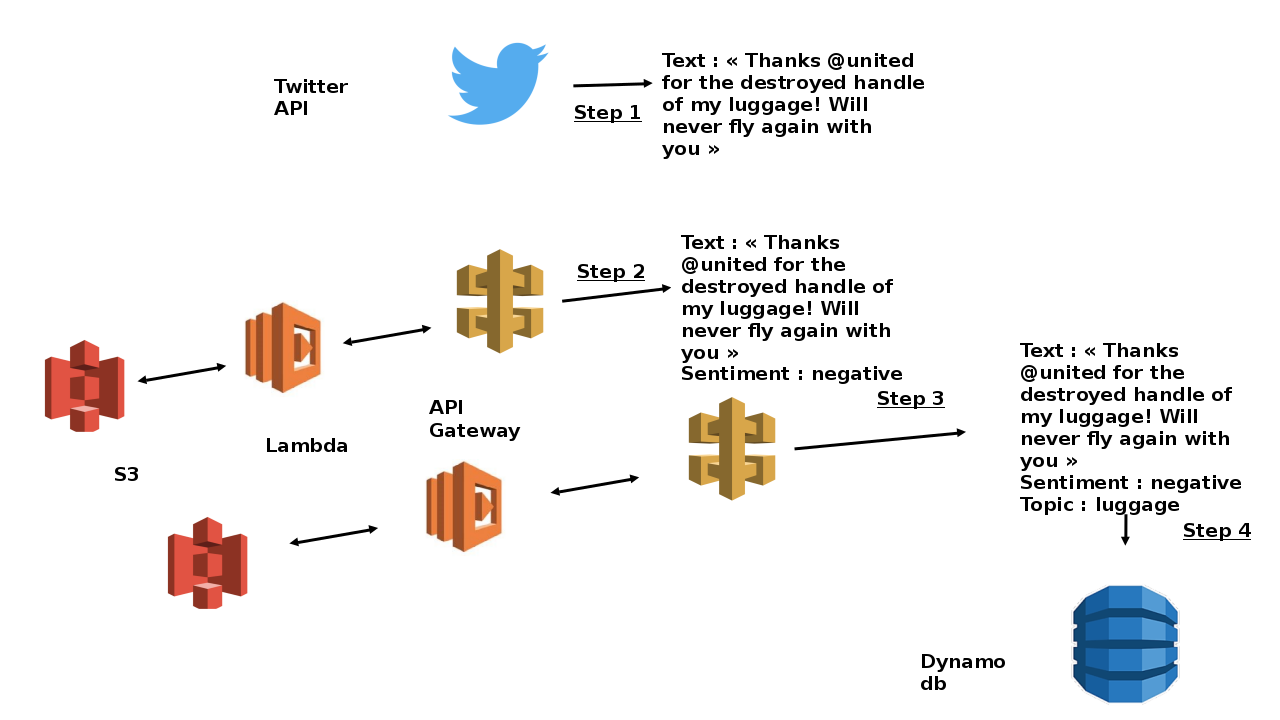 Twitter
API
Step 1
Text : « Thanks @united
for the destroyed handle
of my luggage! Will
never fly again with
you »
Step 2
Text : « Thanks
@united for the
destroyed handle of
my luggage! Will
never fly again with
you »
Sentiment : negative
Step 3
API
Gateway
Lambda
S3
Text : « Thanks
@united for the
destroyed handle of
my luggage! Will
never fly again with
you »
Sentiment : negative
Topic : luggage
Step 4
Dynamo
db